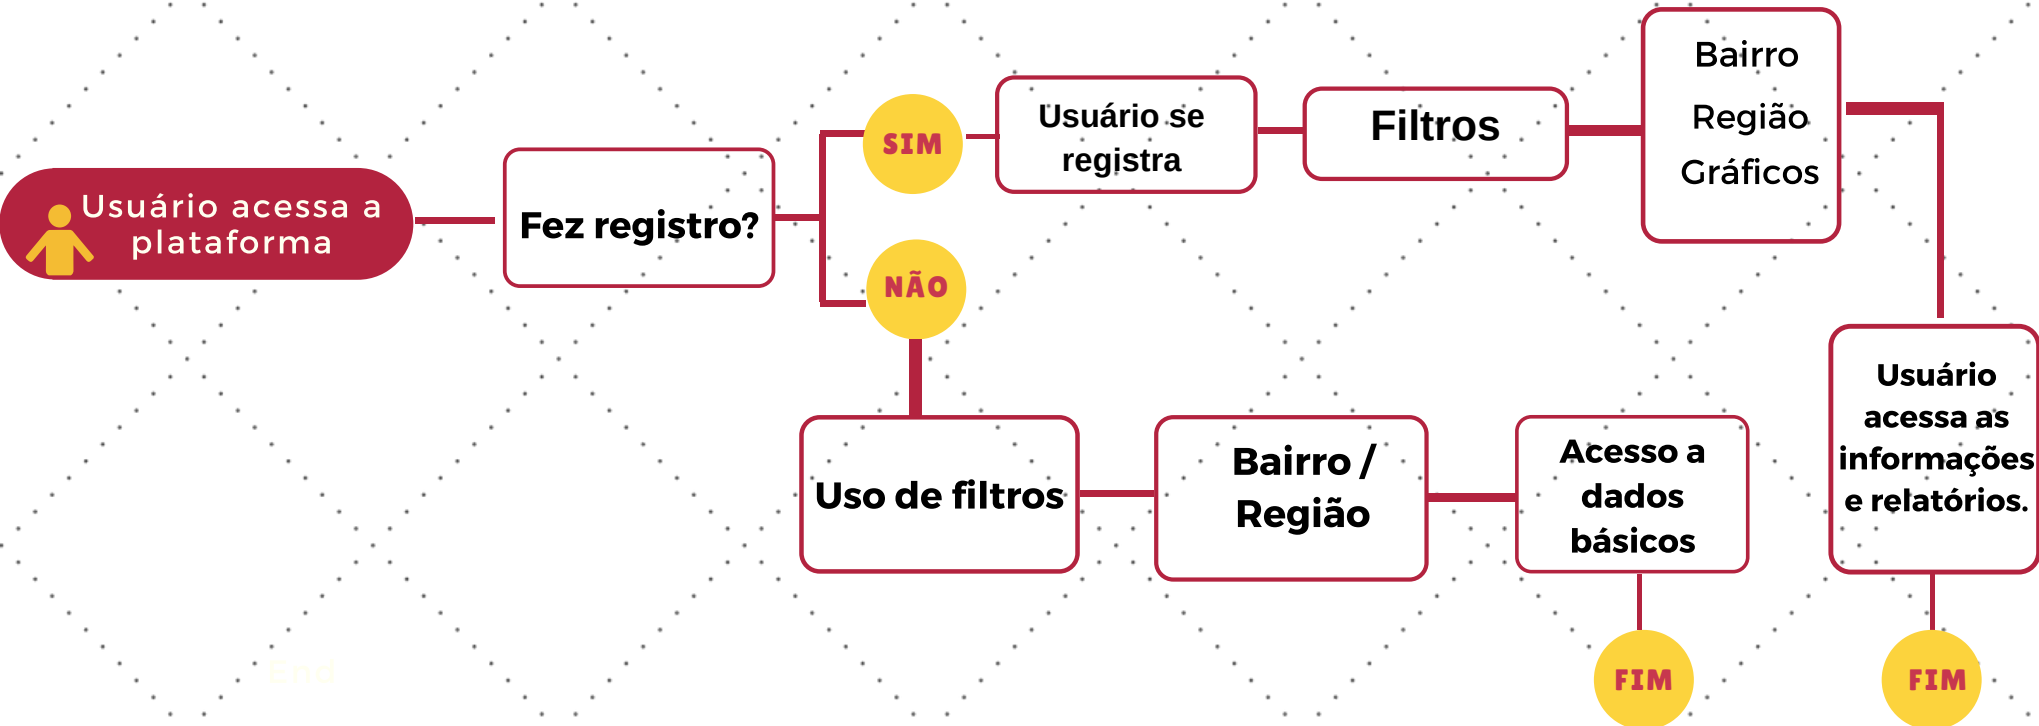 Usuário acessa a
plataforma
Fez registro?
SIM
Usuário se
registra
Filtros
Bairro
Região
Gráficos
NÃO
Usuário
acessa as
informações
e relatórios.
Uso de filtros
Bairro /
Região
Acesso a
dados
básicos
End
FIM
FIM